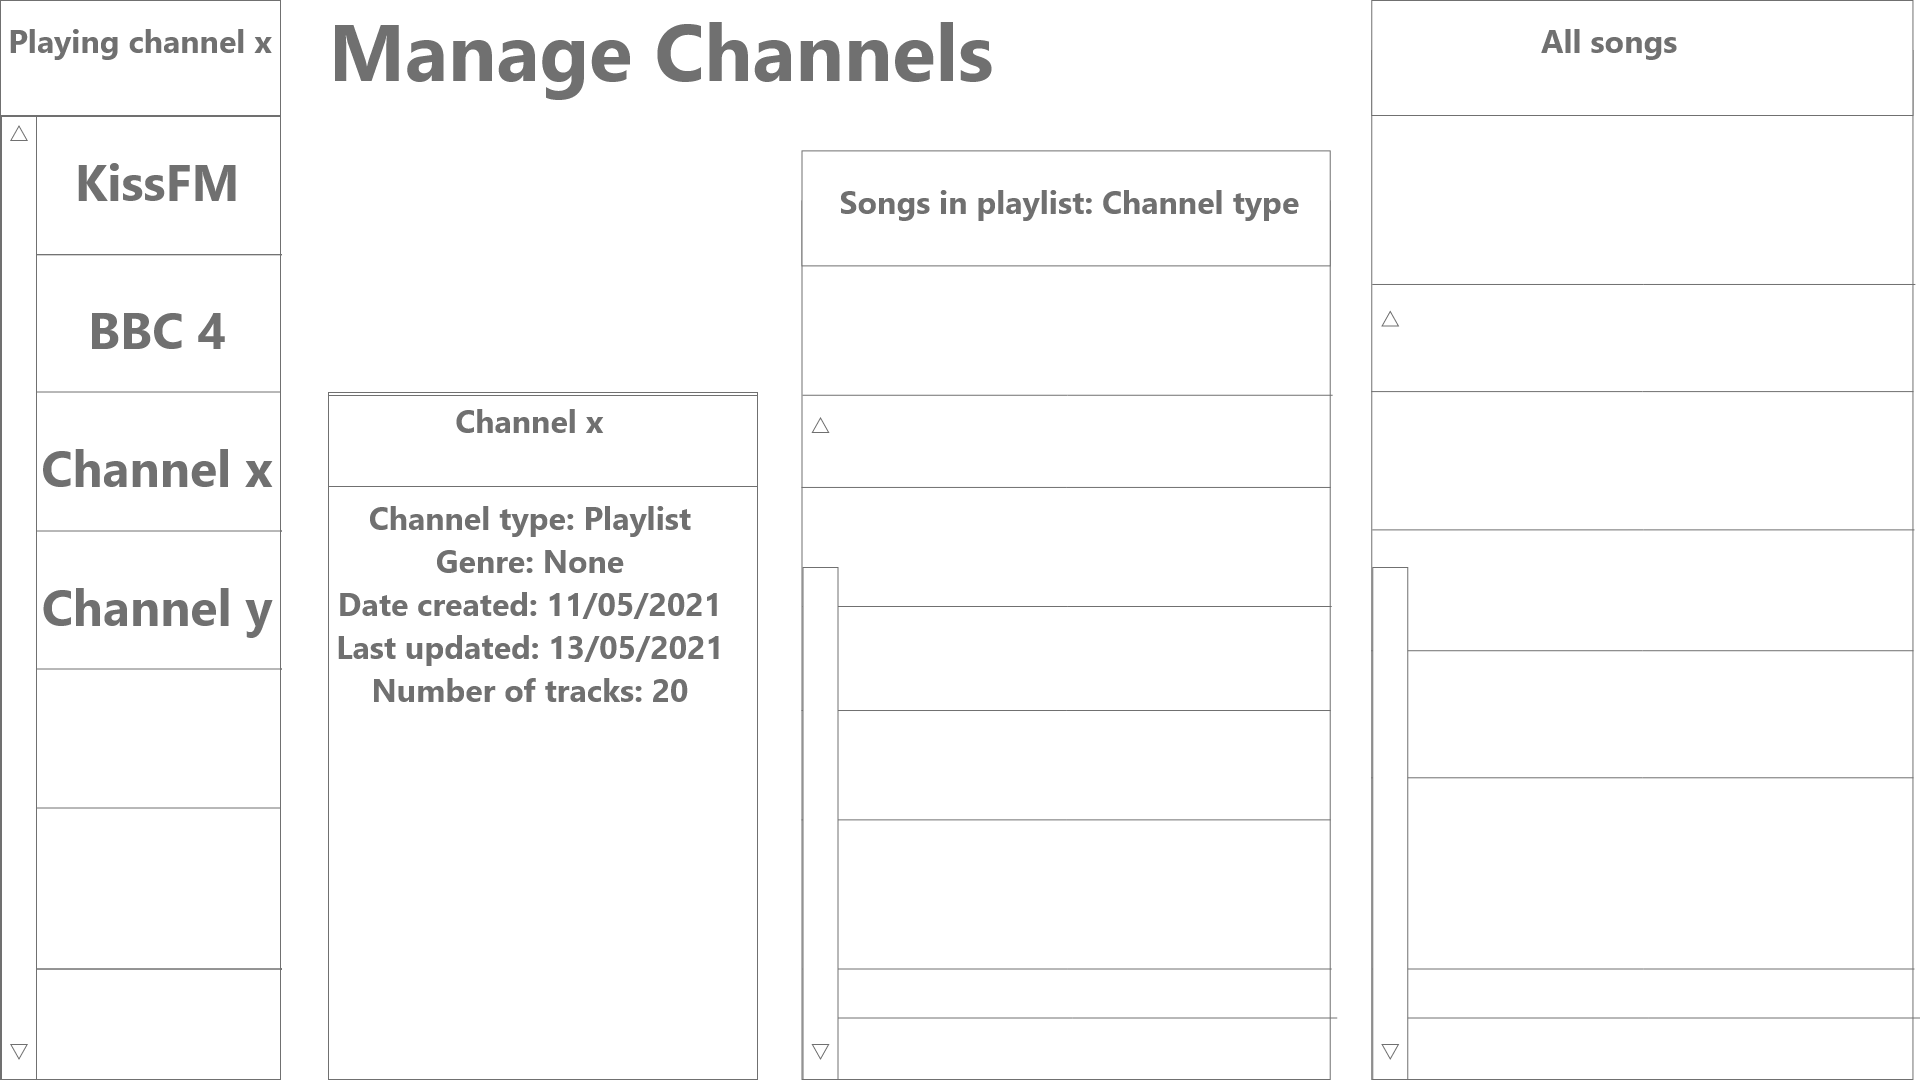 Playing channel x
KissFM
BBC 4
Channel x
Channel y
Manage Channels
Channel x
Channel type: Playlist
Genre: None
Date created: 11/05/2021
Last updated: 13/05/2021
Number of tracks: 20
Songs in playlist: Channel type
All songs